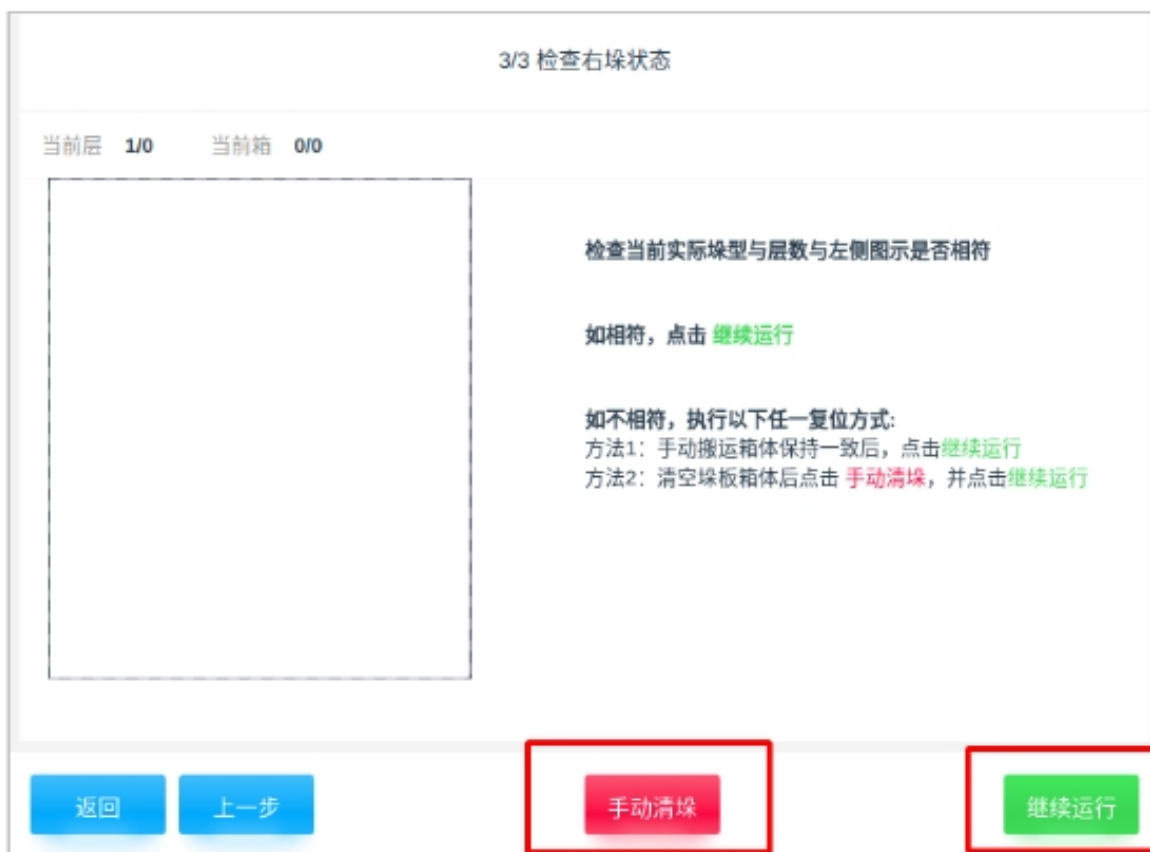 3/3 检查右垛状态
当前层 1/0 当前箱 0/0
检查当前实际垛型与层数与左侧图示是否相符
如相符，点击 继续运行
如不相符，执行以下任一复位方式:
方法1：手动搬运箱体保持一致后，点击继续运行
方法2：清空垛板箱体后点击 手动清垛，并点击继续运行
返回 上一步 手动清垛 继续运行